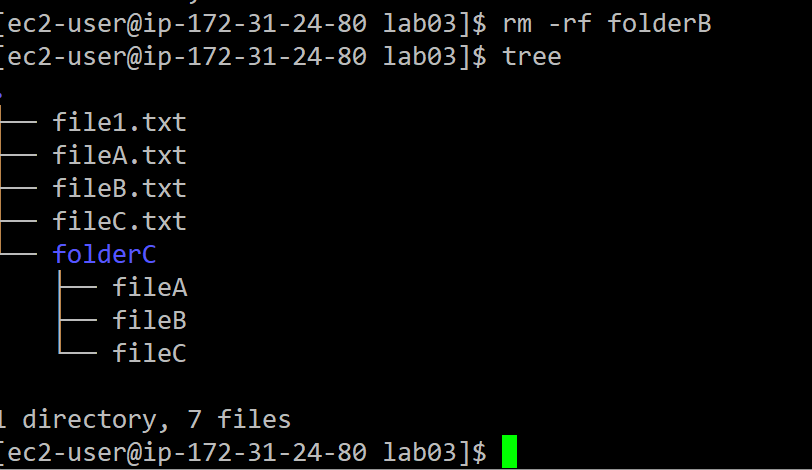 [ec2-user@ip-172-31-24-80 lab03]$ rm -rf folderB
[ec2-user@ip-172-31-24-80 lab03]$ tree
.
├── file1.txt
├── fileA.txt
├── fileB.txt
├── fileC.txt
└── folderC
    ├── fileA
    ├── fileB
    └── fileC
1 directory, 7 files
[ec2-user@ip-172-31-24-80 lab03]$